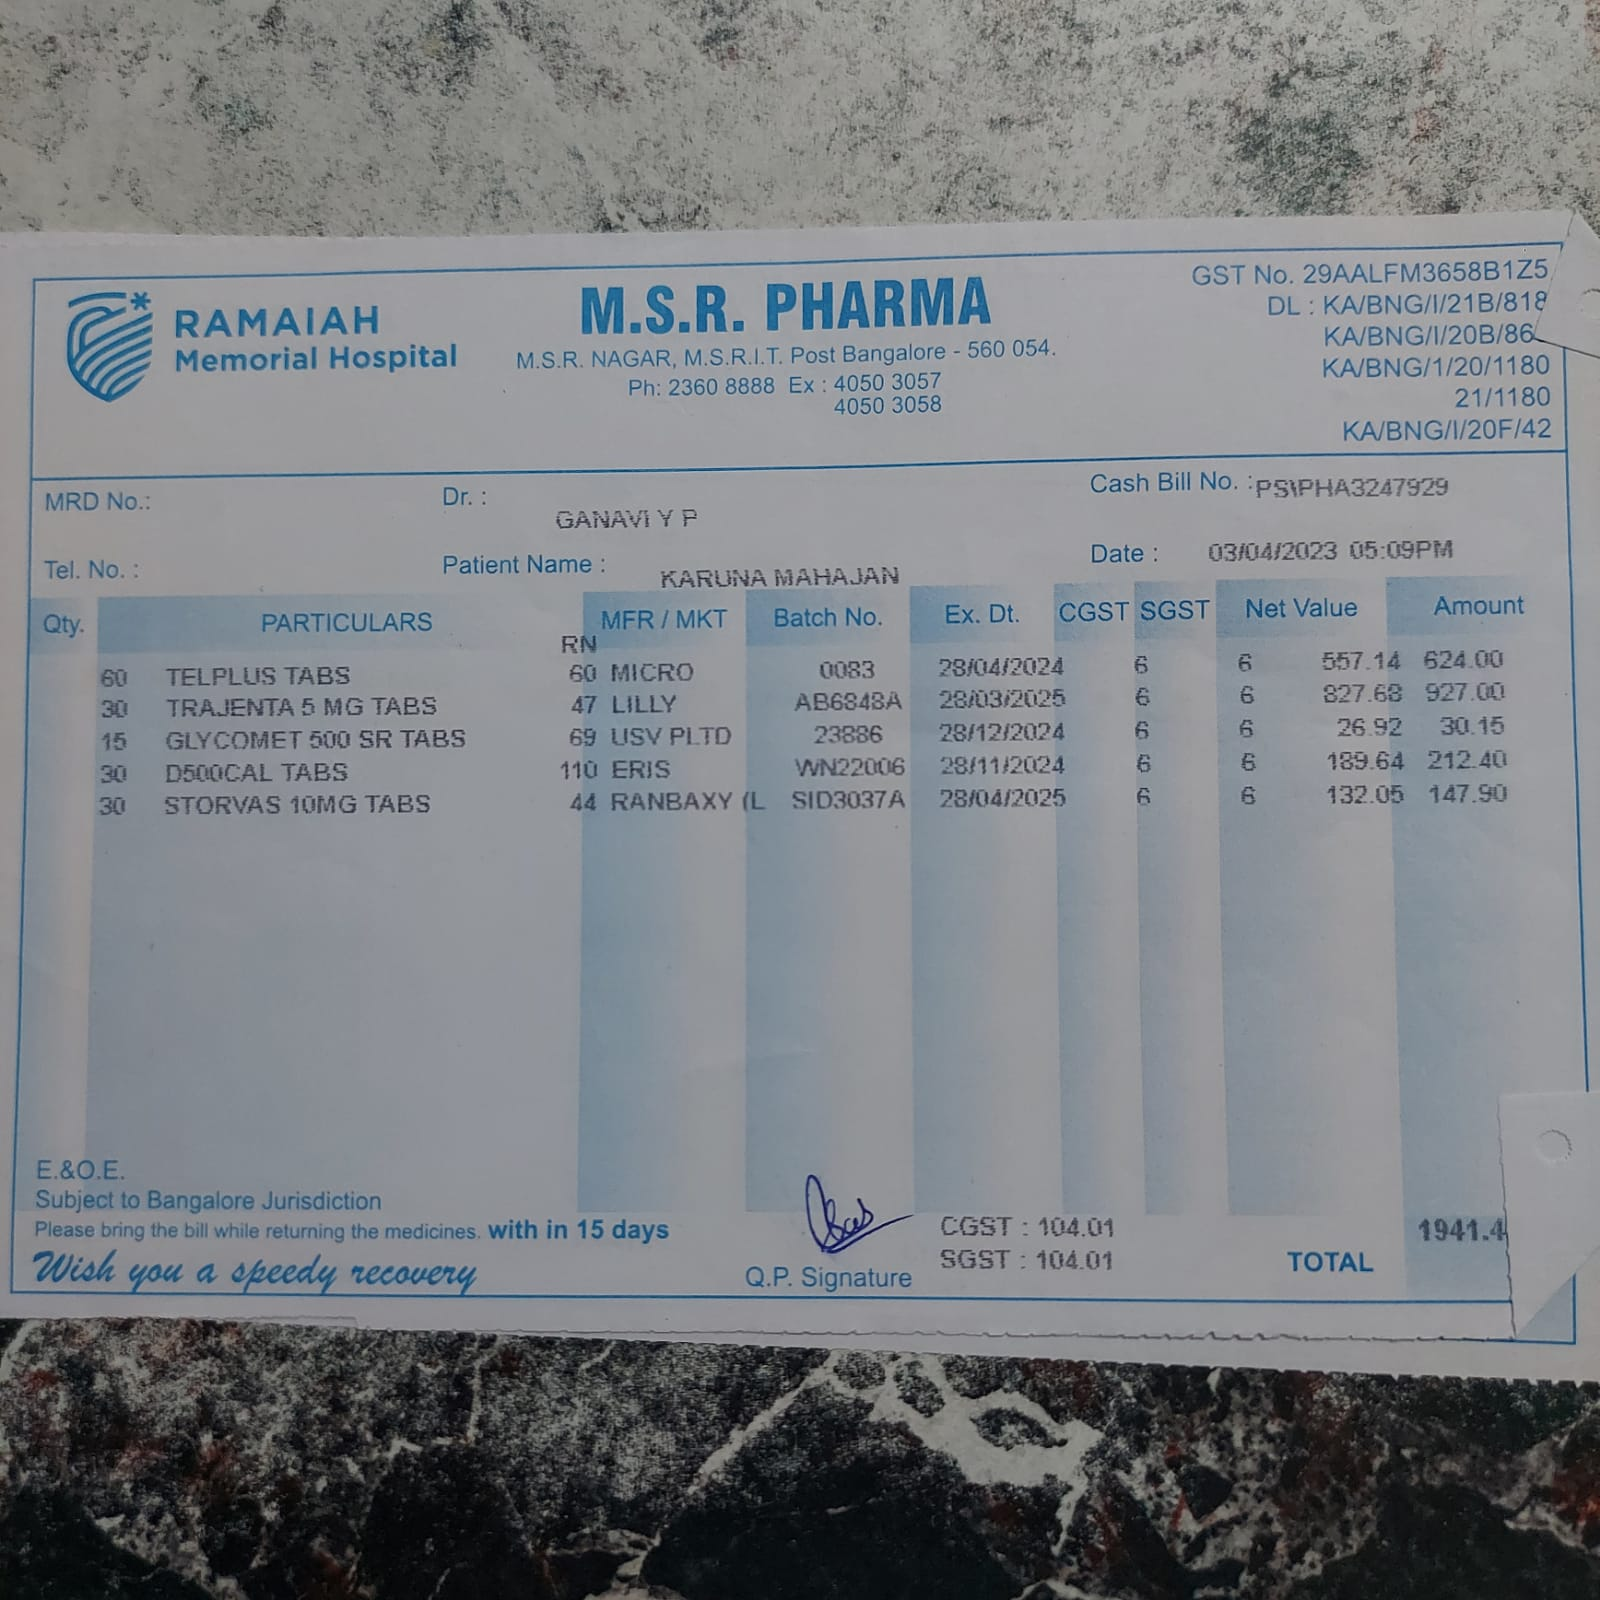 RAMAIAH
Memorial Hospital
M.S.R. PHARMA
M.S.R. NAGAR, M.S.R.I.T. Post Bangalore - 560 054.
Ph: 2360 8888 Ex : 4050 3057
4050 3058
GST No. 29AALFM3658B1Z5
DL : KA/BNG/I/21B/818
KA/BNG/I/20B/86
KA/BNG/1/20/1180
21/1180
KA/BNG/I/20F/42
MRD No.: Dr. : GANAVI Y P Cash Bill No. : PS\PHA3247929
Tel. No. : Patient Name : KARUNA MAHAJAN Date : 03/04/2023 05:09PM
Qty. PARTICULARS MFR / MKT Batch No. Ex. Dt. CGST SGST Net Value Amount
RN
60 TELPLUS TABS 60 MICRO 0083 28/04/2024 6 6 557.14 624.00
30 TRAJENTA 5 MG TABS 47 LILLY AB6848A 28/03/2025 6 6 827.68 927.00
15 GLYCOMET 500 SR TABS 69 USV PLTD 23886 28/12/2024 6 6 26.92 30.15
30 D500CAL TABS 110 ERIS WN22006 28/11/2024 6 6 189.64 212.40
30 STORVAS 10MG TABS 44 RANBAXY (L SID3037A 28/04/2025 6 6 132.05 147.90
E.&O.E.
Subject to Bangalore Jurisdiction
Please bring the bill while returning the medicines. with in 15 days
Wish you a speedy recovery
Q.P. Signature
CGST : 104.01
SGST : 104.01
TOTAL 1941.4